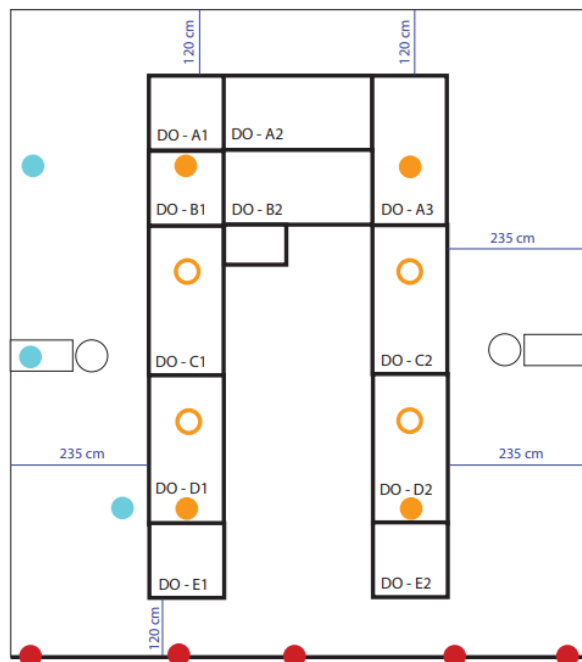 120 cm
120 cm
DO - A1
DO - A2
DO - B1
DO - B2
DO - A3
235 cm
DO - C1
DO - C2
235 cm
235 cm
DO - D1
DO - D2
DO - E1
DO - E2
120 cm